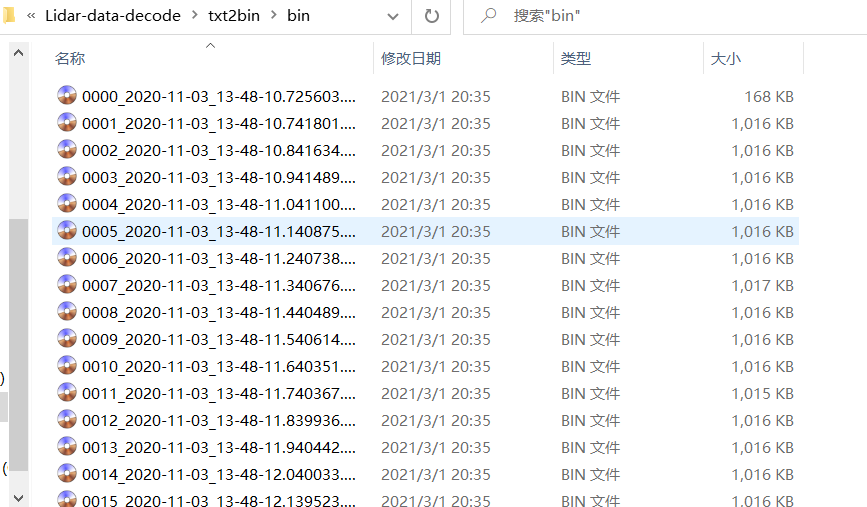 « Lidar-data-decode > txt2bin > bin 搜索"bin"
名称 修改日期 类型 大小
0000_2020-11-03_13-48-10.725603.... 2021/3/1 20:35 BIN 文件 168 KB
0001_2020-11-03_13-48-10.741801.... 2021/3/1 20:35 BIN 文件 1,016 KB
0002_2020-11-03_13-48-10.841634.... 2021/3/1 20:35 BIN 文件 1,016 KB
0003_2020-11-03_13-48-10.941489.... 2021/3/1 20:35 BIN 文件 1,016 KB
0004_2020-11-03_13-48-11.041100.... 2021/3/1 20:35 BIN 文件 1,016 KB
0005_2020-11-03_13-48-11.140875.... 2021/3/1 20:35 BIN 文件 1,016 KB
0006_2020-11-03_13-48-11.240738.... 2021/3/1 20:35 BIN 文件 1,016 KB
0007_2020-11-03_13-48-11.340676.... 2021/3/1 20:35 BIN 文件 1,017 KB
0008_2020-11-03_13-48-11.440489.... 2021/3/1 20:35 BIN 文件 1,016 KB
0009_2020-11-03_13-48-11.540614.... 2021/3/1 20:35 BIN 文件 1,016 KB
0010_2020-11-03_13-48-11.640351.... 2021/3/1 20:35 BIN 文件 1,016 KB
0011_2020-11-03_13-48-11.740367.... 2021/3/1 20:35 BIN 文件 1,015 KB
0012_2020-11-03_13-48-11.839936.... 2021/3/1 20:35 BIN 文件 1,016 KB
0013_2020-11-03_13-48-11.940442.... 2021/3/1 20:35 BIN 文件 1,016 KB
0014_2020-11-03_13-48-12.040033.... 2021/3/1 20:35 BIN 文件 1,016 KB
0015_2020-11-03_13-48-12.139523.... 2021/3/1 20:35 BIN 文件 1,016 KB